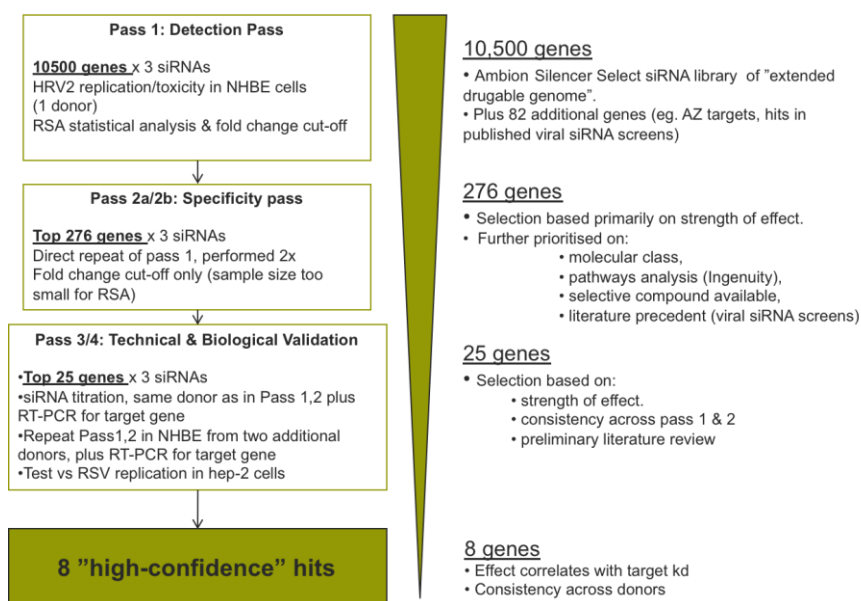 Pass 1: Detection Pass
10500 genes x 3 siRNAs
HRV2 replication/toxicity in NHBE cells
(1 donor)
RSA statistical analysis & fold change cut-off
Pass 2a/2b: Specificity pass
Top 276 genes x 3 siRNAs
Direct repeat of pass 1, performed 2x
Fold change cut-off only (sample size too
small for RSA)
Pass 3/4: Technical & Biological Validation
•Top 25 genes x 3 siRNAs
•siRNA titration, same donor as in Pass 1,2 plus
RT-PCR for target gene
•Repeat Pass1,2 in NHBE from two additional
donors, plus RT-PCR for target gene
•Test vs RSV replication in hep-2 cells
8 ”high-confidence” hits
10,500 genes
• Ambion Silencer Select siRNA library of ”extended
drugable genome”.
• Plus 82 additional genes (eg. AZ targets, hits in
published viral siRNA screens)
276 genes
• Selection based primarily on strength of effect.
• Further prioritised on:
• molecular class,
• pathways analysis (Ingenuity),
• selective compound available,
• literature precedent (viral siRNA screens)
25 genes
• Selection based on:
• strength of effect.
• consistency across pass 1 & 2
• preliminary literature review
8 genes
• Effect correlates with target kd
• Consistency across donors